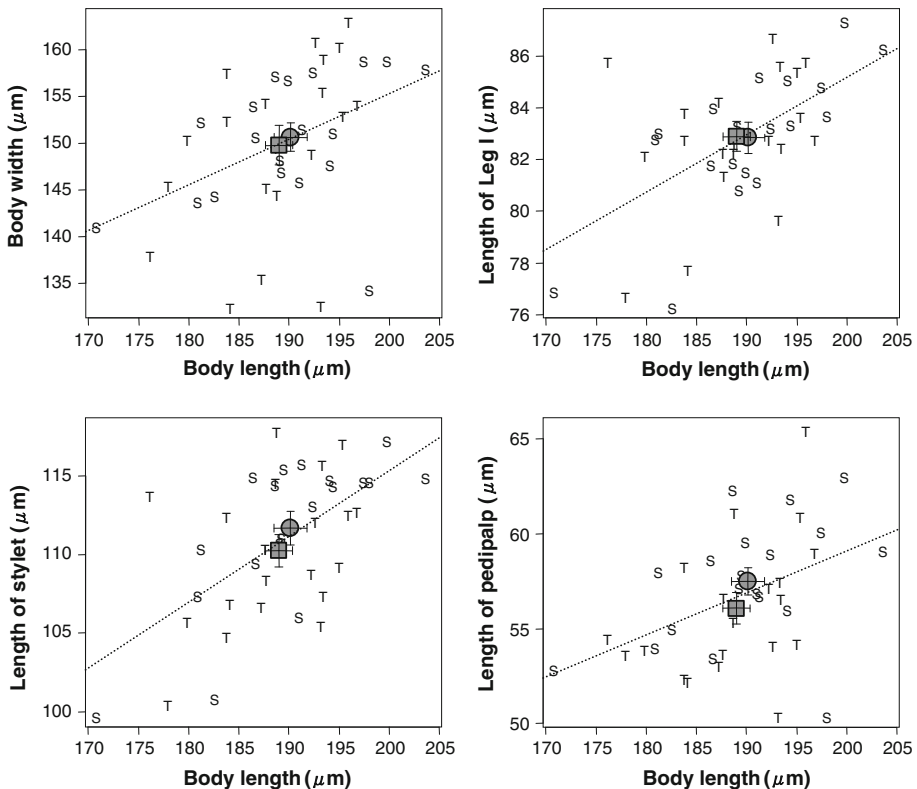 Body width (μm)
160
155
150
145
140
135
170 175 180 185 190 195 200 205
Body length (μm)
Length of Leg I (μm)
86
84
82
80
78
76
170 175 180 185 190 195 200 205
Body length (μm)
Length of stylet (μm)
115
110
105
100
170 175 180 185 190 195 200 205
Body length (μm)
Length of pedipalp (μm)
65
60
55
50
170 175 180 185 190 195 200 205
Body length (μm)